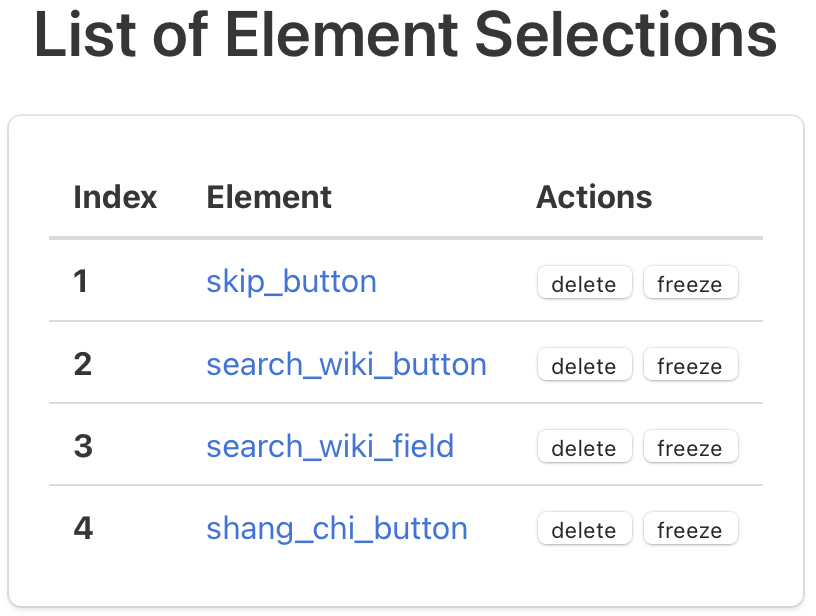 List of Element Selections
Index Element Actions
1 skip_button delete freeze
2 search_wiki_button delete freeze
3 search_wiki_field delete freeze
4 shang_chi_button delete freeze